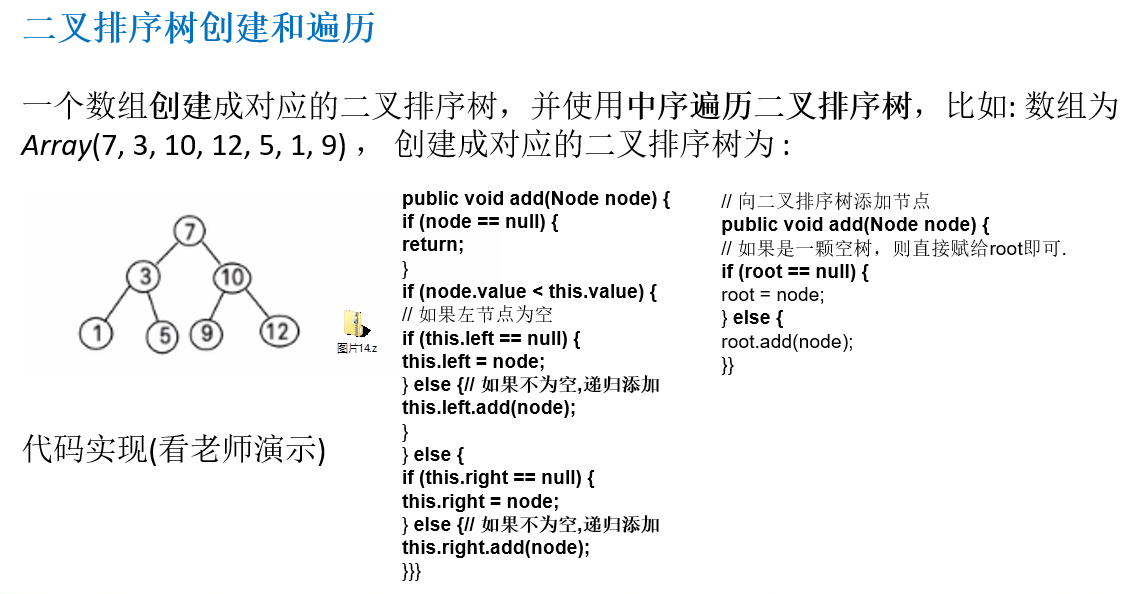 二叉排序树创建和遍历
一个数组创建成对应的二叉排序树，并使用中序遍历二叉排序树，比如: 数组为
Array(7, 3, 10, 12, 5, 1, 9) ， 创建成对应的二叉排序树为 :
7
3
10
1
5
9
12
图片14.z
代码实现(看老师演示)
public void add(Node node) {
if (node == null) {
return;
}
if (node.value < this.value) {
// 如果左节点为空
if (this.left == null) {
this.left = node;
} else {// 如果不为空,递归添加
this.left.add(node);
}
} else {
if (this.right == null) {
this.right = node;
} else {// 如果不为空,递归添加
this.right.add(node);
}}}
// 向二叉排序树添加节点
public void add(Node node) {
// 如果是一颗空树，则直接赋给root即可.
if (root == null) {
root = node;
} else {
root.add(node);
}}